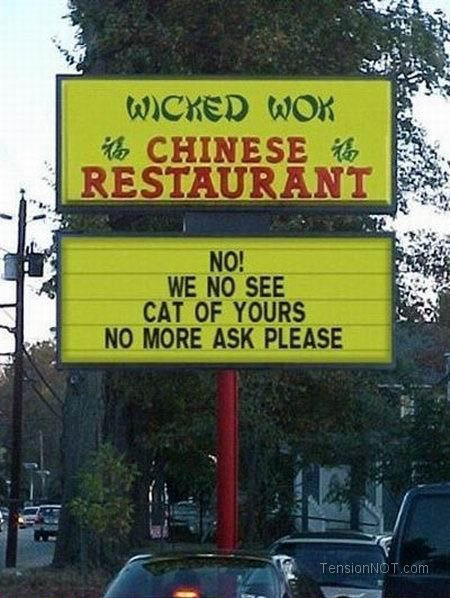 WICKED WOK
福 CHINESE 福
RESTAURANT
NO!
WE NO SEE
CAT OF YOURS
NO MORE ASK PLEASE
TensionNOT.com